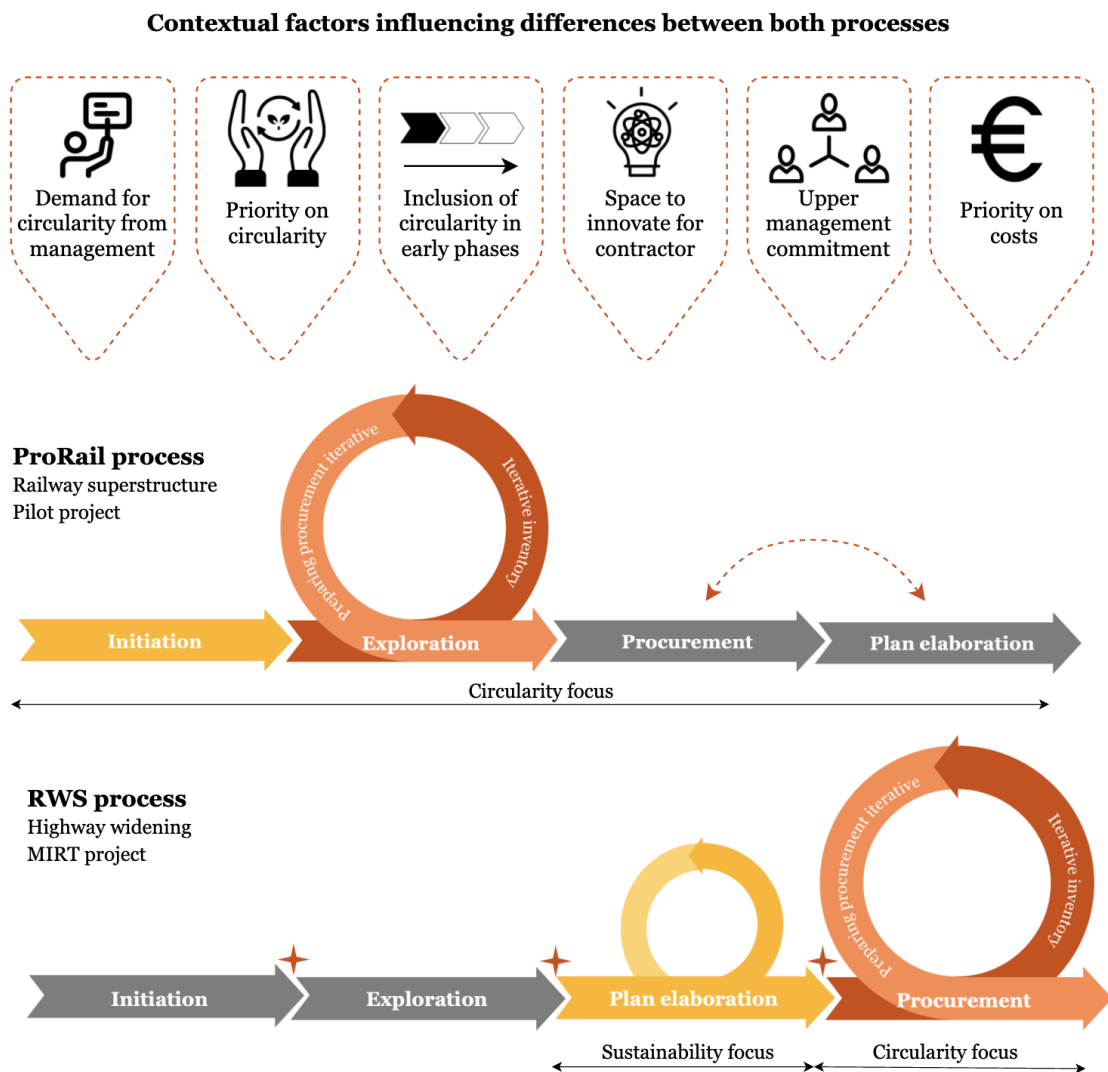 Contextual factors influencing differences between both processes
Demand for
circularity from
management
Priority on
circularity
Inclusion of
circularity in
early phases
Space to
innovate for
contractor
Upper
management
commitment
Priority on
costs
ProRail process
Railway superstructure
Pilot project
Preparing procurement iterative
Iterative inventory
Initiation
Exploration
Procurement
Plan elaboration
Circularity focus
RWS process
Highway widening
MIRT project
Preparing procurement iterative
Iterative inventory
Initiation
Exploration
Plan elaboration
Procurement
Sustainability focus
Circularity focus